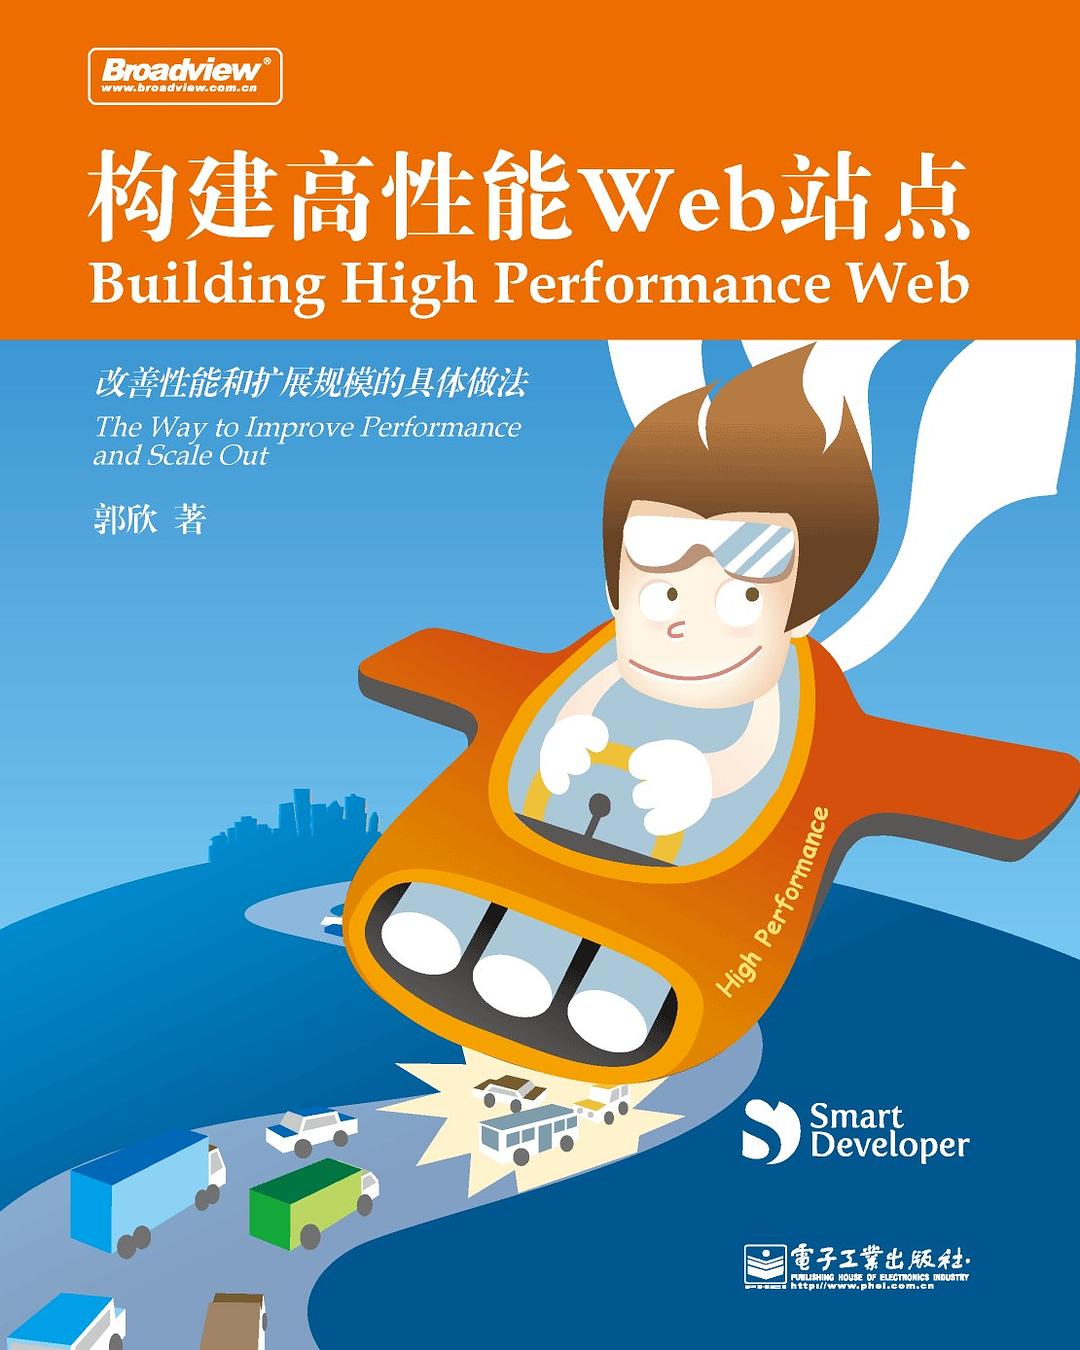 Broadview®
www.broadview.com.cn
构建高性能Web站点
Building High Performance Web
改善性能和扩展规模的具体做法
The Way to Improve Performance
and Scale Out
郭欣 著
High Performance
Smart
Developer
電子工業出版社·
PUBLISHING HOUSE OF ELECTRONICS INDUSTRY
PHEI http://www.phei.com.cn